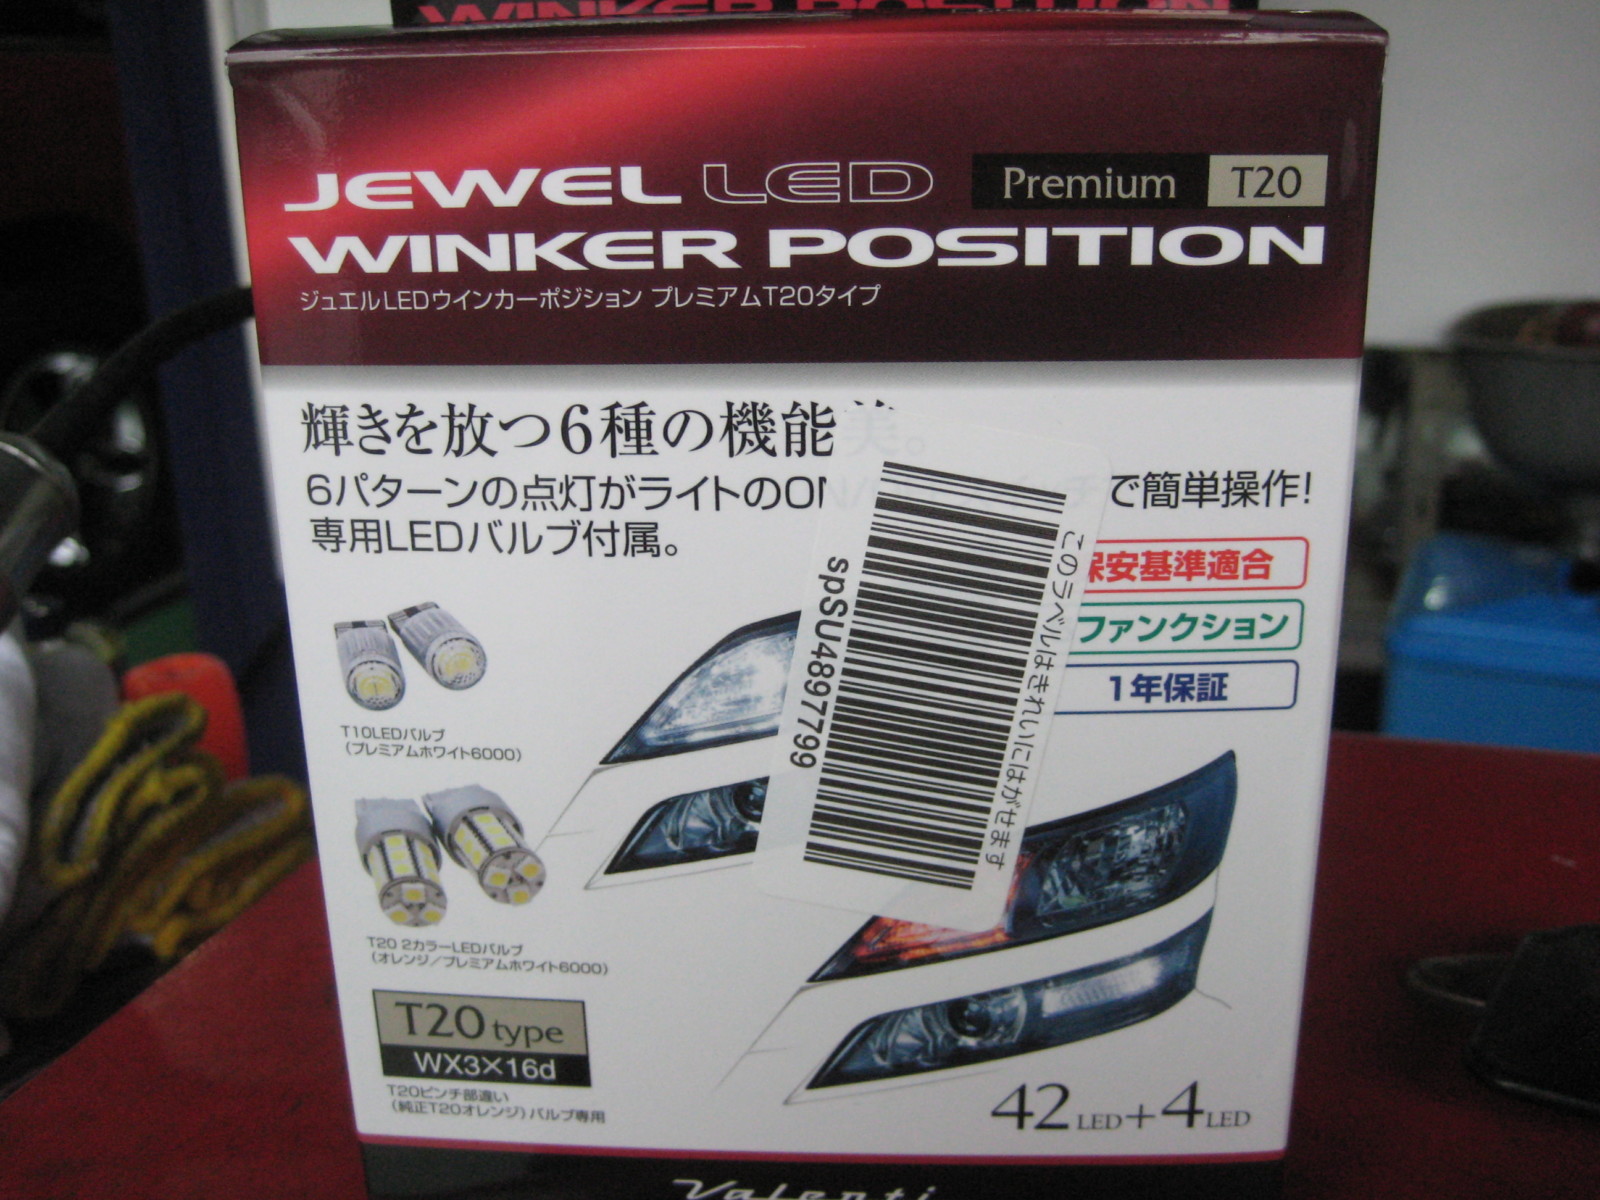 WINKER POSITION
JEWEL LED Premium T20
WINKER POSITION
ジュエルLEDウインカーポジション プレミアムT20タイプ
輝きを放つ6種の機能美。
6パターンの点灯がライトのON/ で簡単操作!
専用LEDバルブ付属。
保安基準適合
ファンクション
1年保証
このラベルはきれいにはがせます
spSU4897799
T10LEDバルブ
(プレミアムホワイト6000)
T20 2カラーLEDバルブ
(オレンジ/プレミアムホワイト6000)
T20 type
WX3×16d
T20ピンチ部違い
(純正T20オレンジ)バルブ専用
42LED+4LED
Valenti